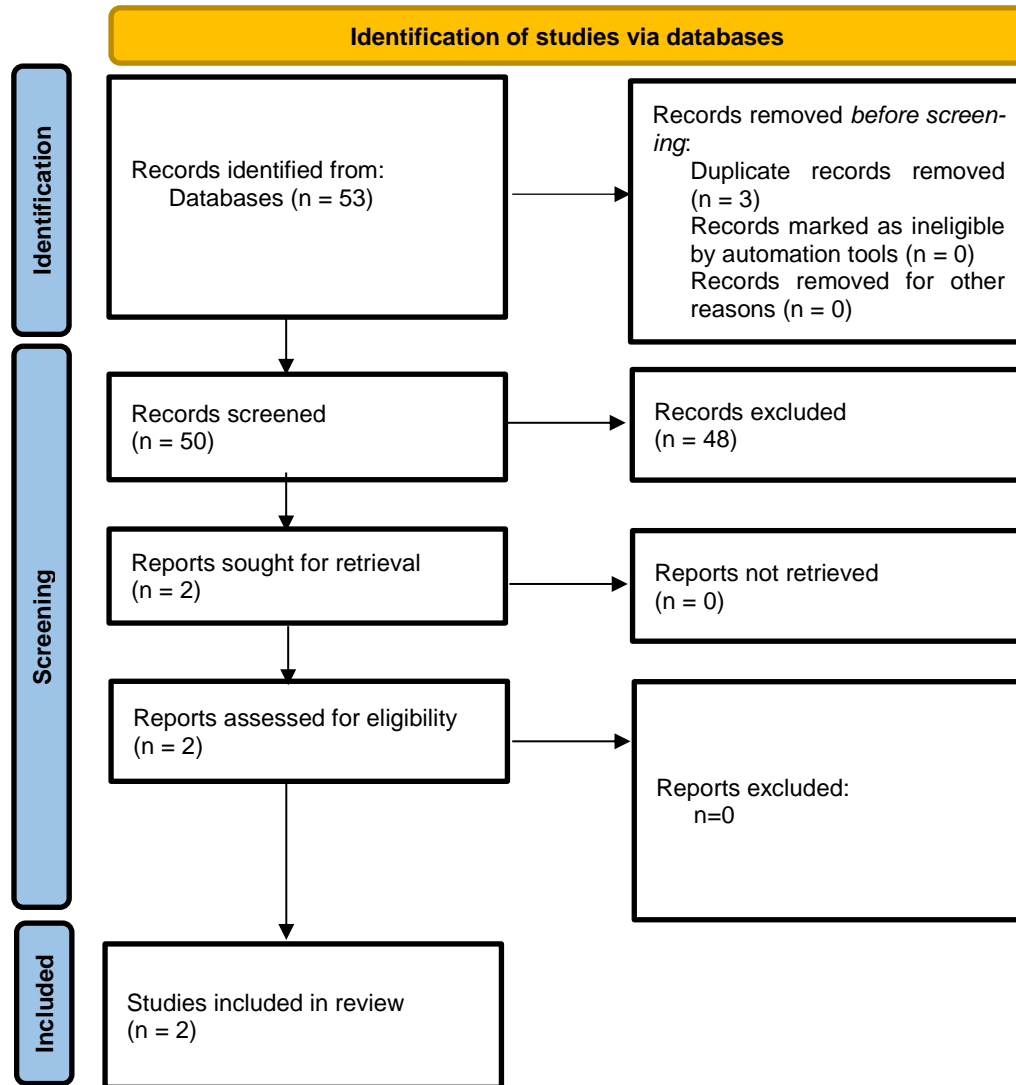 Identification of studies via databases
Identification
Records identified from:
Databases (n = 53)
Records removed before screen-
ing:
Duplicate records removed
(n = 3)
Records marked as ineligible
by automation tools (n = 0)
Records removed for other
reasons (n = 0)
Screening
Records screened
(n = 50)
Records excluded
(n = 48)
Reports sought for retrieval
(n = 2)
Reports not retrieved
(n = 0)
Reports assessed for eligibility
(n = 2)
Reports excluded:
n=0
Included
Studies included in review
(n = 2)